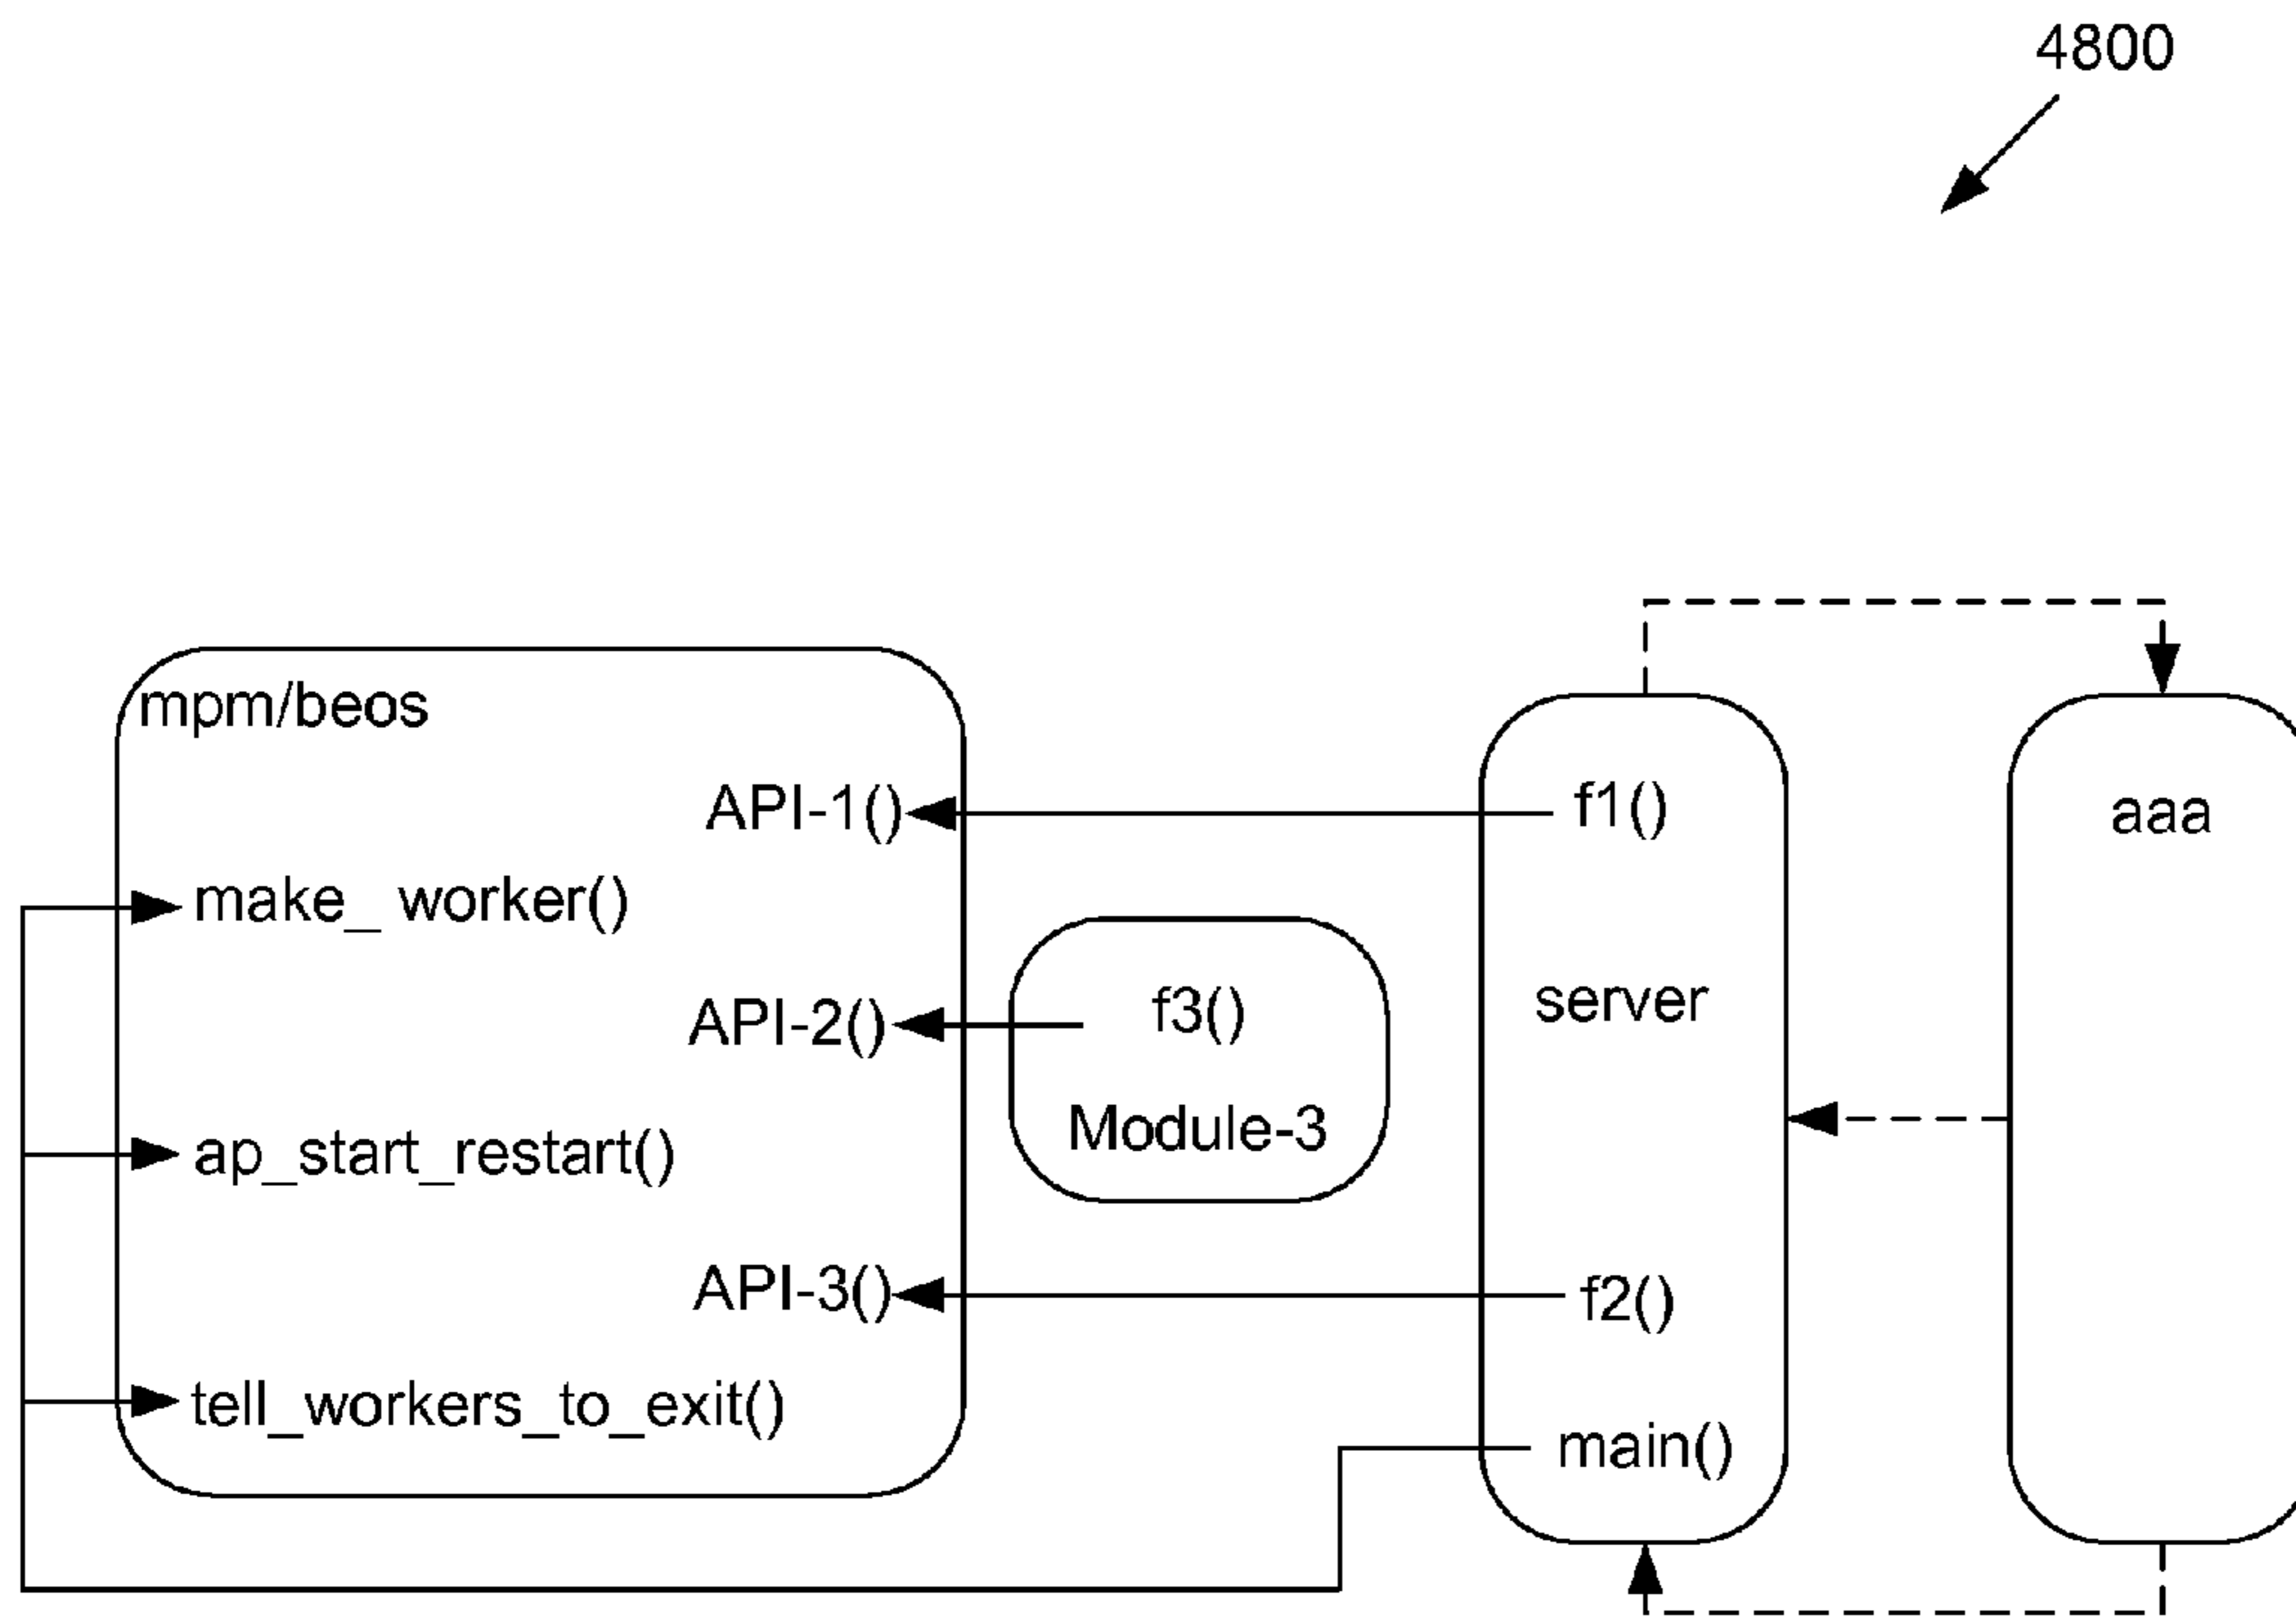 4800
mpm/beos
API-1()
f1()
aaa
make_ worker()
server
API-2()
f3()
Module-3
ap_start_restart()
API-3()
f2()
tell_workers_to_exit()
main()